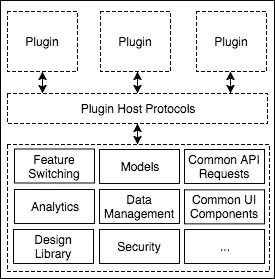 Plugin Plugin Plugin
Plugin Host Protocols
Feature
Switching
Models
Common API
Requests
Analytics
Data
Management
Common UI
Components
Design
Library
Security
...